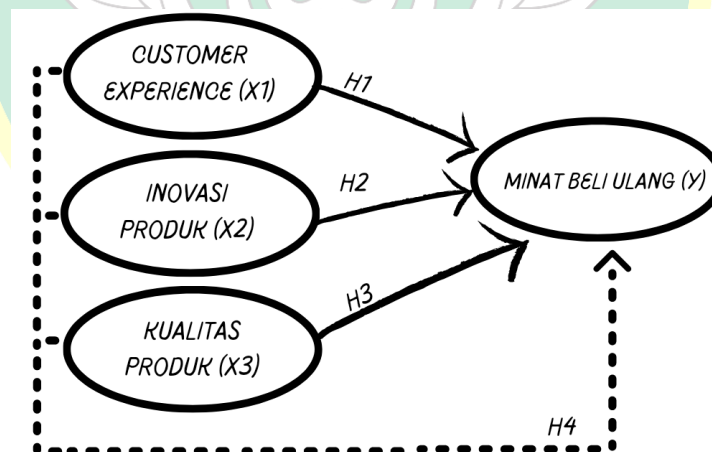 CUSTOMER
EXPERIENCE (X1)
H1
INOVASI
PRODUK (X2)
H2
MINAT BELI ULANG (Y)
KUALITAS
PRODUK (X3)
H3
H4